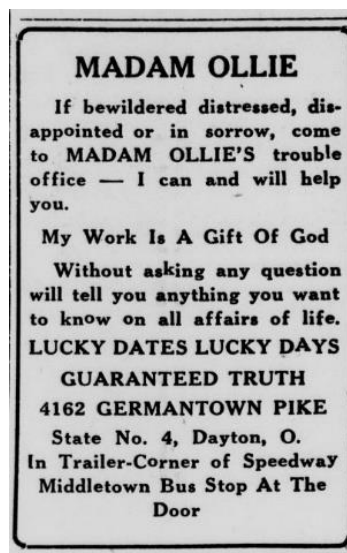 MADAM OLLIE
If bewildered distressed, dis-
appointed or in sorrow, come
to MADAM OLLIE'S trouble
office — I can and will help
you.
My Work Is A Gift Of God
Without asking any question
will tell you anything you want
to know on all affairs of life.
LUCKY DATES LUCKY DAYS
GUARANTEED TRUTH
4162 GERMANTOWN PIKE
State No. 4, Dayton, O.
In Trailer-Corner of Speedway
Middletown Bus Stop At The
Door